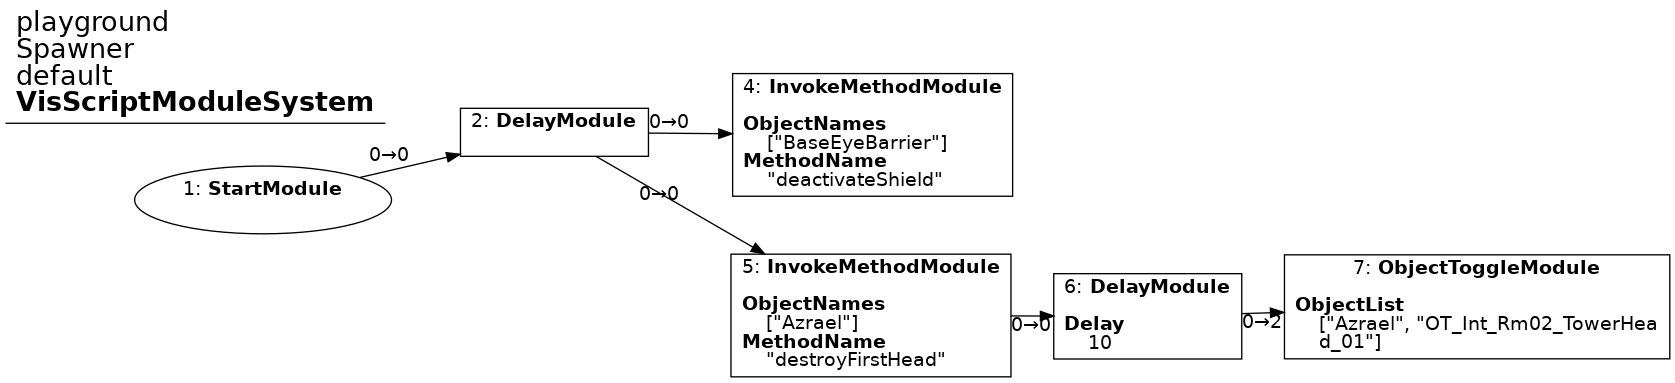 playground
Spawner
default
VisScriptModuleSystem
1: StartModule
0→0
2: DelayModule
0→0
4: InvokeMethodModule
ObjectNames
["BaseEyeBarrier"]
MethodName
"deactivateShield"
0→0
5: InvokeMethodModule
ObjectNames
["Azrael"]
MethodName
"destroyFirstHead"
0→0
6: DelayModule
Delay
10
0→2
7: ObjectToggleModule
ObjectList
["Azrael", "OT_Int_Rm02_TowerHea
d_01"]